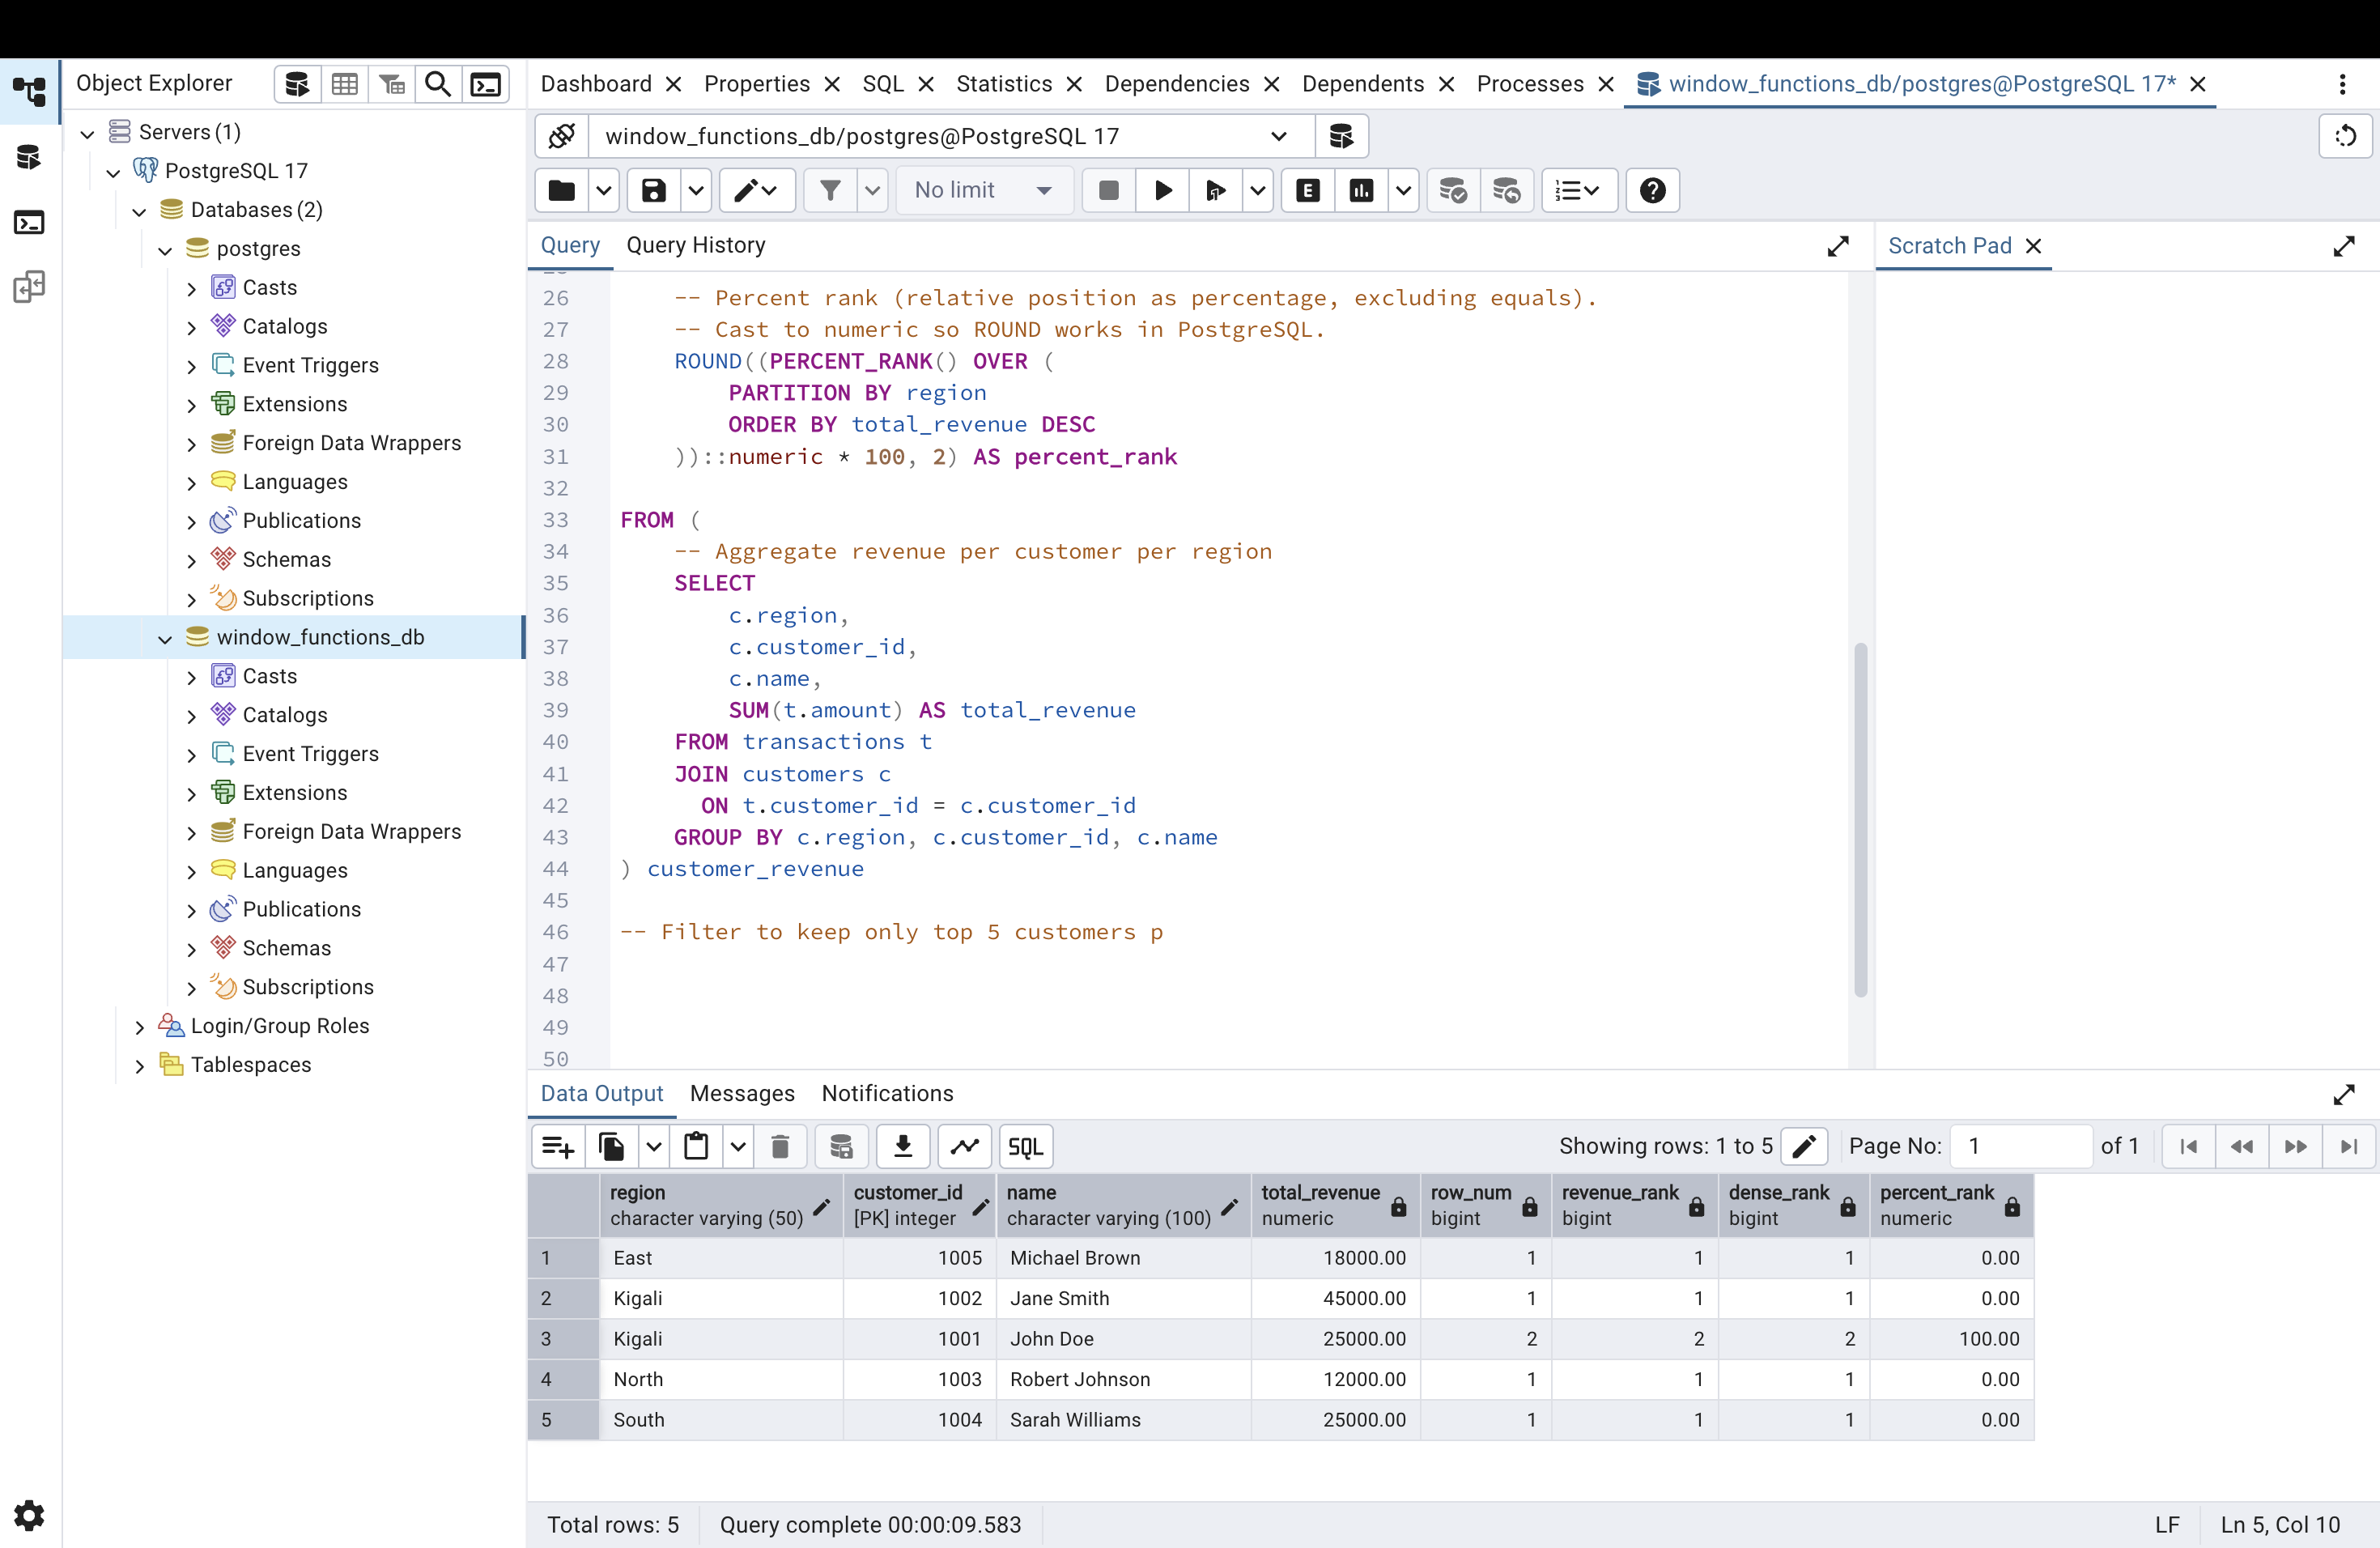 Object Explorer
Dashboard Properties SQL Statistics Dependencies Dependents Processes window_functions_db/postgres@PostgreSQL 17*
Servers (1)
PostgreSQL 17
Databases (2)
postgres
Casts
Catalogs
Event Triggers
Extensions
Foreign Data Wrappers
Languages
Publications
Schemas
Subscriptions
window_functions_db
Casts
Catalogs
Event Triggers
Extensions
Foreign Data Wrappers
Languages
Publications
Schemas
Subscriptions
Login/Group Roles
Tablespaces
window_functions_db/postgres@PostgreSQL 17
No limit
E
Query Query History
Scratch Pad
26 -- Percent rank (relative position as percentage, excluding equals).
27 -- Cast to numeric so ROUND works in PostgreSQL.
28 ROUND((PERCENT_RANK() OVER (
29 PARTITION BY region
30 ORDER BY total_revenue DESC
31 ))::numeric * 100, 2) AS percent_rank
32
33 FROM (
34 -- Aggregate revenue per customer per region
35 SELECT
36 c.region,
37 c.customer_id,
38 c.name,
39 SUM(t.amount) AS total_revenue
40 FROM transactions t
41 JOIN customers c
42 ON t.customer_id = c.customer_id
43 GROUP BY c.region, c.customer_id, c.name
44 ) customer_revenue
45
46 -- Filter to keep only top 5 customers p
47
48
49
50
Data Output Messages Notifications
SQL Showing rows: 1 to 5 Page No: 1 of 1
region customer_id name total_revenue row_num revenue_rank dense_rank percent_rank
character varying (50) [PK] integer character varying (100) numeric bigint bigint bigint numeric
1 East 1005 Michael Brown 18000.00 1 1 1 0.00
2 Kigali 1002 Jane Smith 45000.00 1 1 1 0.00
3 Kigali 1001 John Doe 25000.00 2 2 2 100.00
4 North 1003 Robert Johnson 12000.00 1 1 1 0.00
5 South 1004 Sarah Williams 25000.00 1 1 1 0.00
Total rows: 5 Query complete 00:00:09.583 LF Ln 5, Col 10